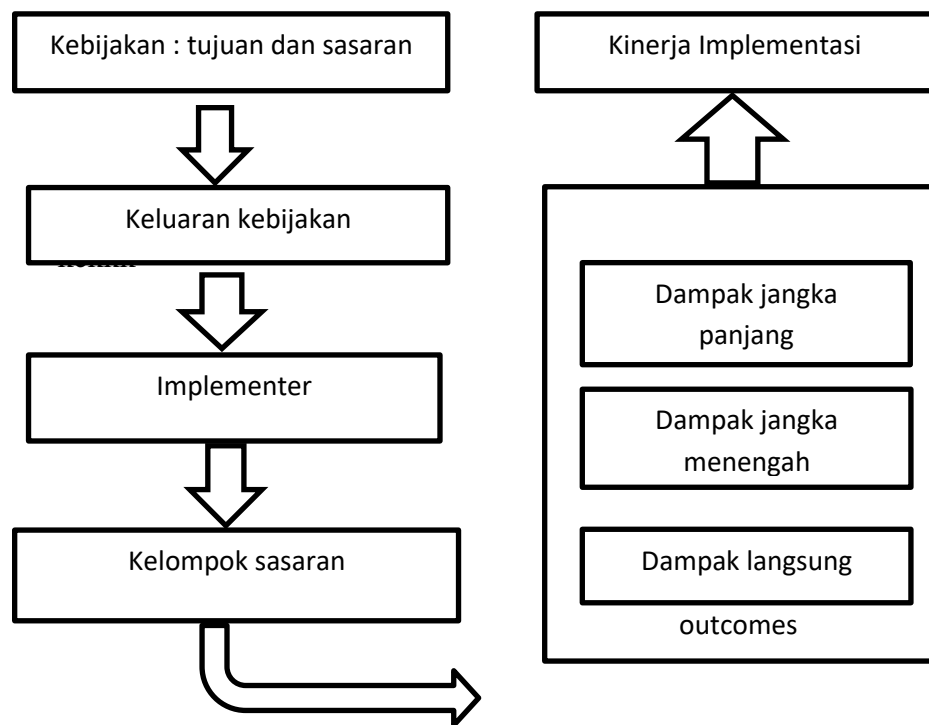 Kebijakan : tujuan dan sasaran
Keluaran kebijakan
Implementer
Kelompok sasaran
Kinerja Implementasi
Dampak jangka
panjang
Dampak jangka
menengah
Dampak langsung
outcomes